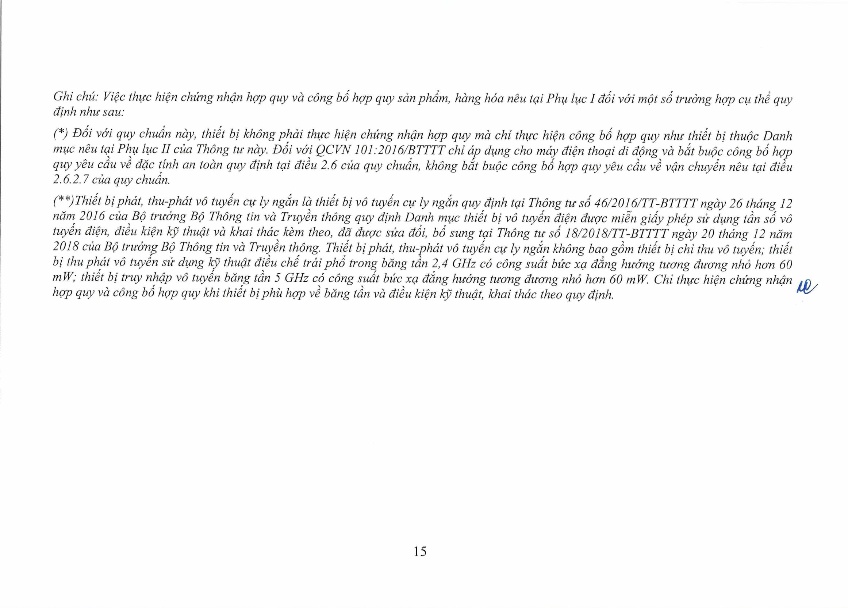 Ghi chú: Việc thực hiện chứng nhận hợp quy và công bố hợp quy sản phẩm, hàng hóa nêu tại Phụ lục I đối với một số trường hợp cụ thể quy
định như sau:
(*) Đối với quy chuẩn này, thiết bị không phải thực hiện chứng nhận hợp quy mà chỉ thực hiện công bố hợp quy như thiết bị thuộc Danh
mục nêu tại Phụ lục II của Thông tư này. Đối với QCVN 101:2016/BTTTT chỉ áp dụng cho máy điện thoại di động và bắt buộc công bố hợp
quy yêu cầu về đặc tính an toàn quy định tại điều 2.6 của quy chuẩn, không bắt buộc công bố hợp quy yêu cầu về vận chuyển nêu tại điều
2.6.2.7 của quy chuẩn.
(**)Thiết bị phát, thu-phát vô tuyến cự ly ngắn là thiết bị vô tuyến cự ly ngắn quy định tại Thông tư số 46/2016/TT-BTTTT ngày 26 tháng 12
năm 2016 của Bộ trưởng Bộ Thông tin và Truyền thông quy định Danh mục thiết bị vô tuyến điện được miễn giấy phép sử dụng tần số vô
tuyến điện, điều kiện kỹ thuật và khai thác kèm theo, đã được sửa đổi, bổ sung tại Thông tư số 18/2018/TT-BTTTT ngày 20 tháng 12 năm
2018 của Bộ trưởng Bộ Thông tin và Truyền thông. Thiết bị phát, thu-phát vô tuyến cự ly ngắn không bao gồm thiết bị chỉ thu vô tuyến; thiết
bị thu phát vô tuyến sử dụng kỹ thuật điều chế trải phổ trong băng tần 2,4 GHz có công suất bức xạ đẳng hướng tương đương nhỏ hơn 60
mW; thiết bị truy nhập vô tuyến băng tần 5 GHz có công suất bức xạ đẳng hướng tương đương nhỏ hơn 60 mW. Chỉ thực hiện chứng nhận
hợp quy và công bố hợp quy khi thiết bị phù hợp về băng tần và điều kiện kỹ thuật, khai thác theo quy định.
15